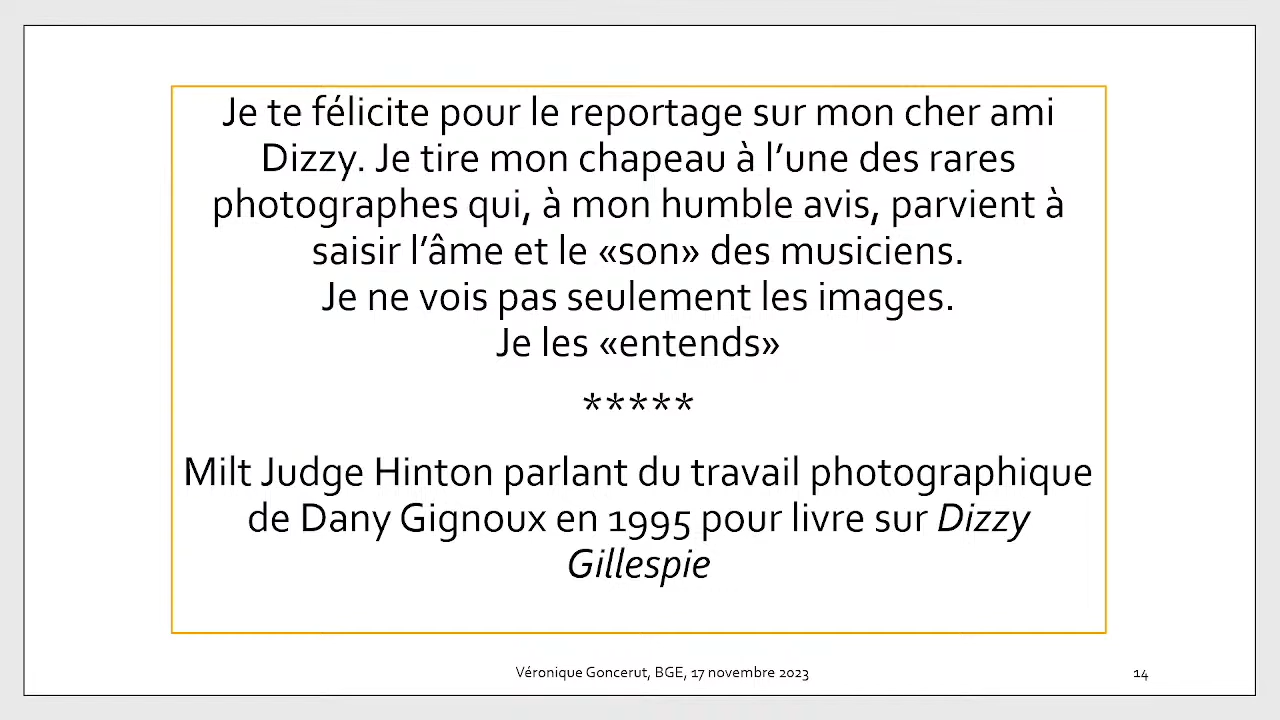 Je te félicite pour le reportage sur mon cher ami
Dizzy. Je tire mon chapeau à l’une des rares
photographes qui, à mon humble avis, parvient à
saisir l’âme et le «son» des musiciens.
Je ne vois pas seulement les images.
Je les «entends»
*****
Milt Judge Hinton parlant du travail photographique
de Dany Gignoux en 1995 pour livre sur Dizzy
Gillespie
Véronique Goncerut, BGE, 17 novembre 2023
14